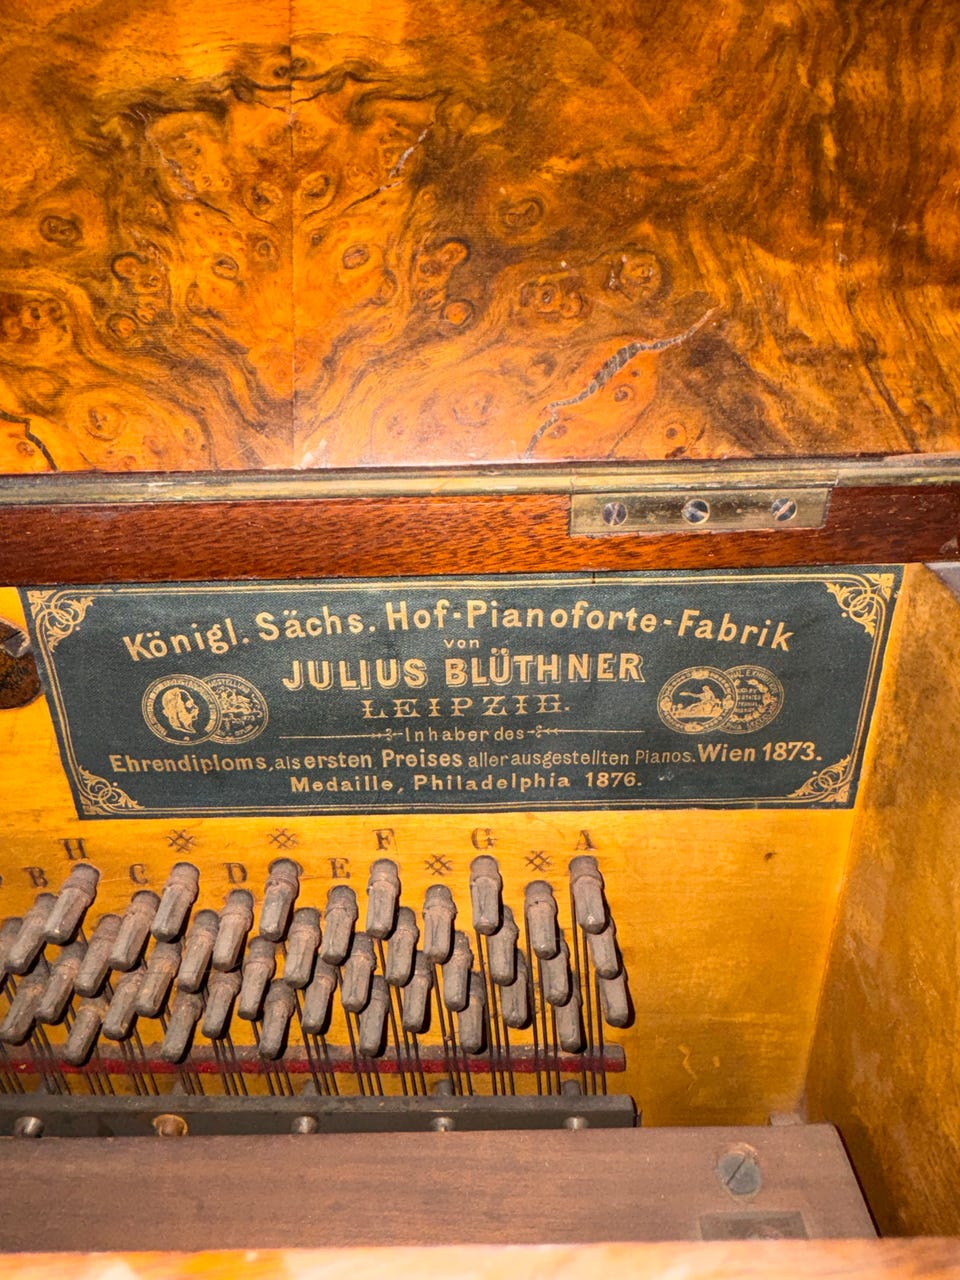 Königl. Sächs. Hof-Pianoforte-Fabrik
von
JULIUS BLÜTHNER
LEIPZIG.
Inhaber des
Ehrendiploms, als ersten Preises aller ausgestellten Pianos. Wien 1873.
Medaille, Philadelphia 1876.
H F G A
B C D E